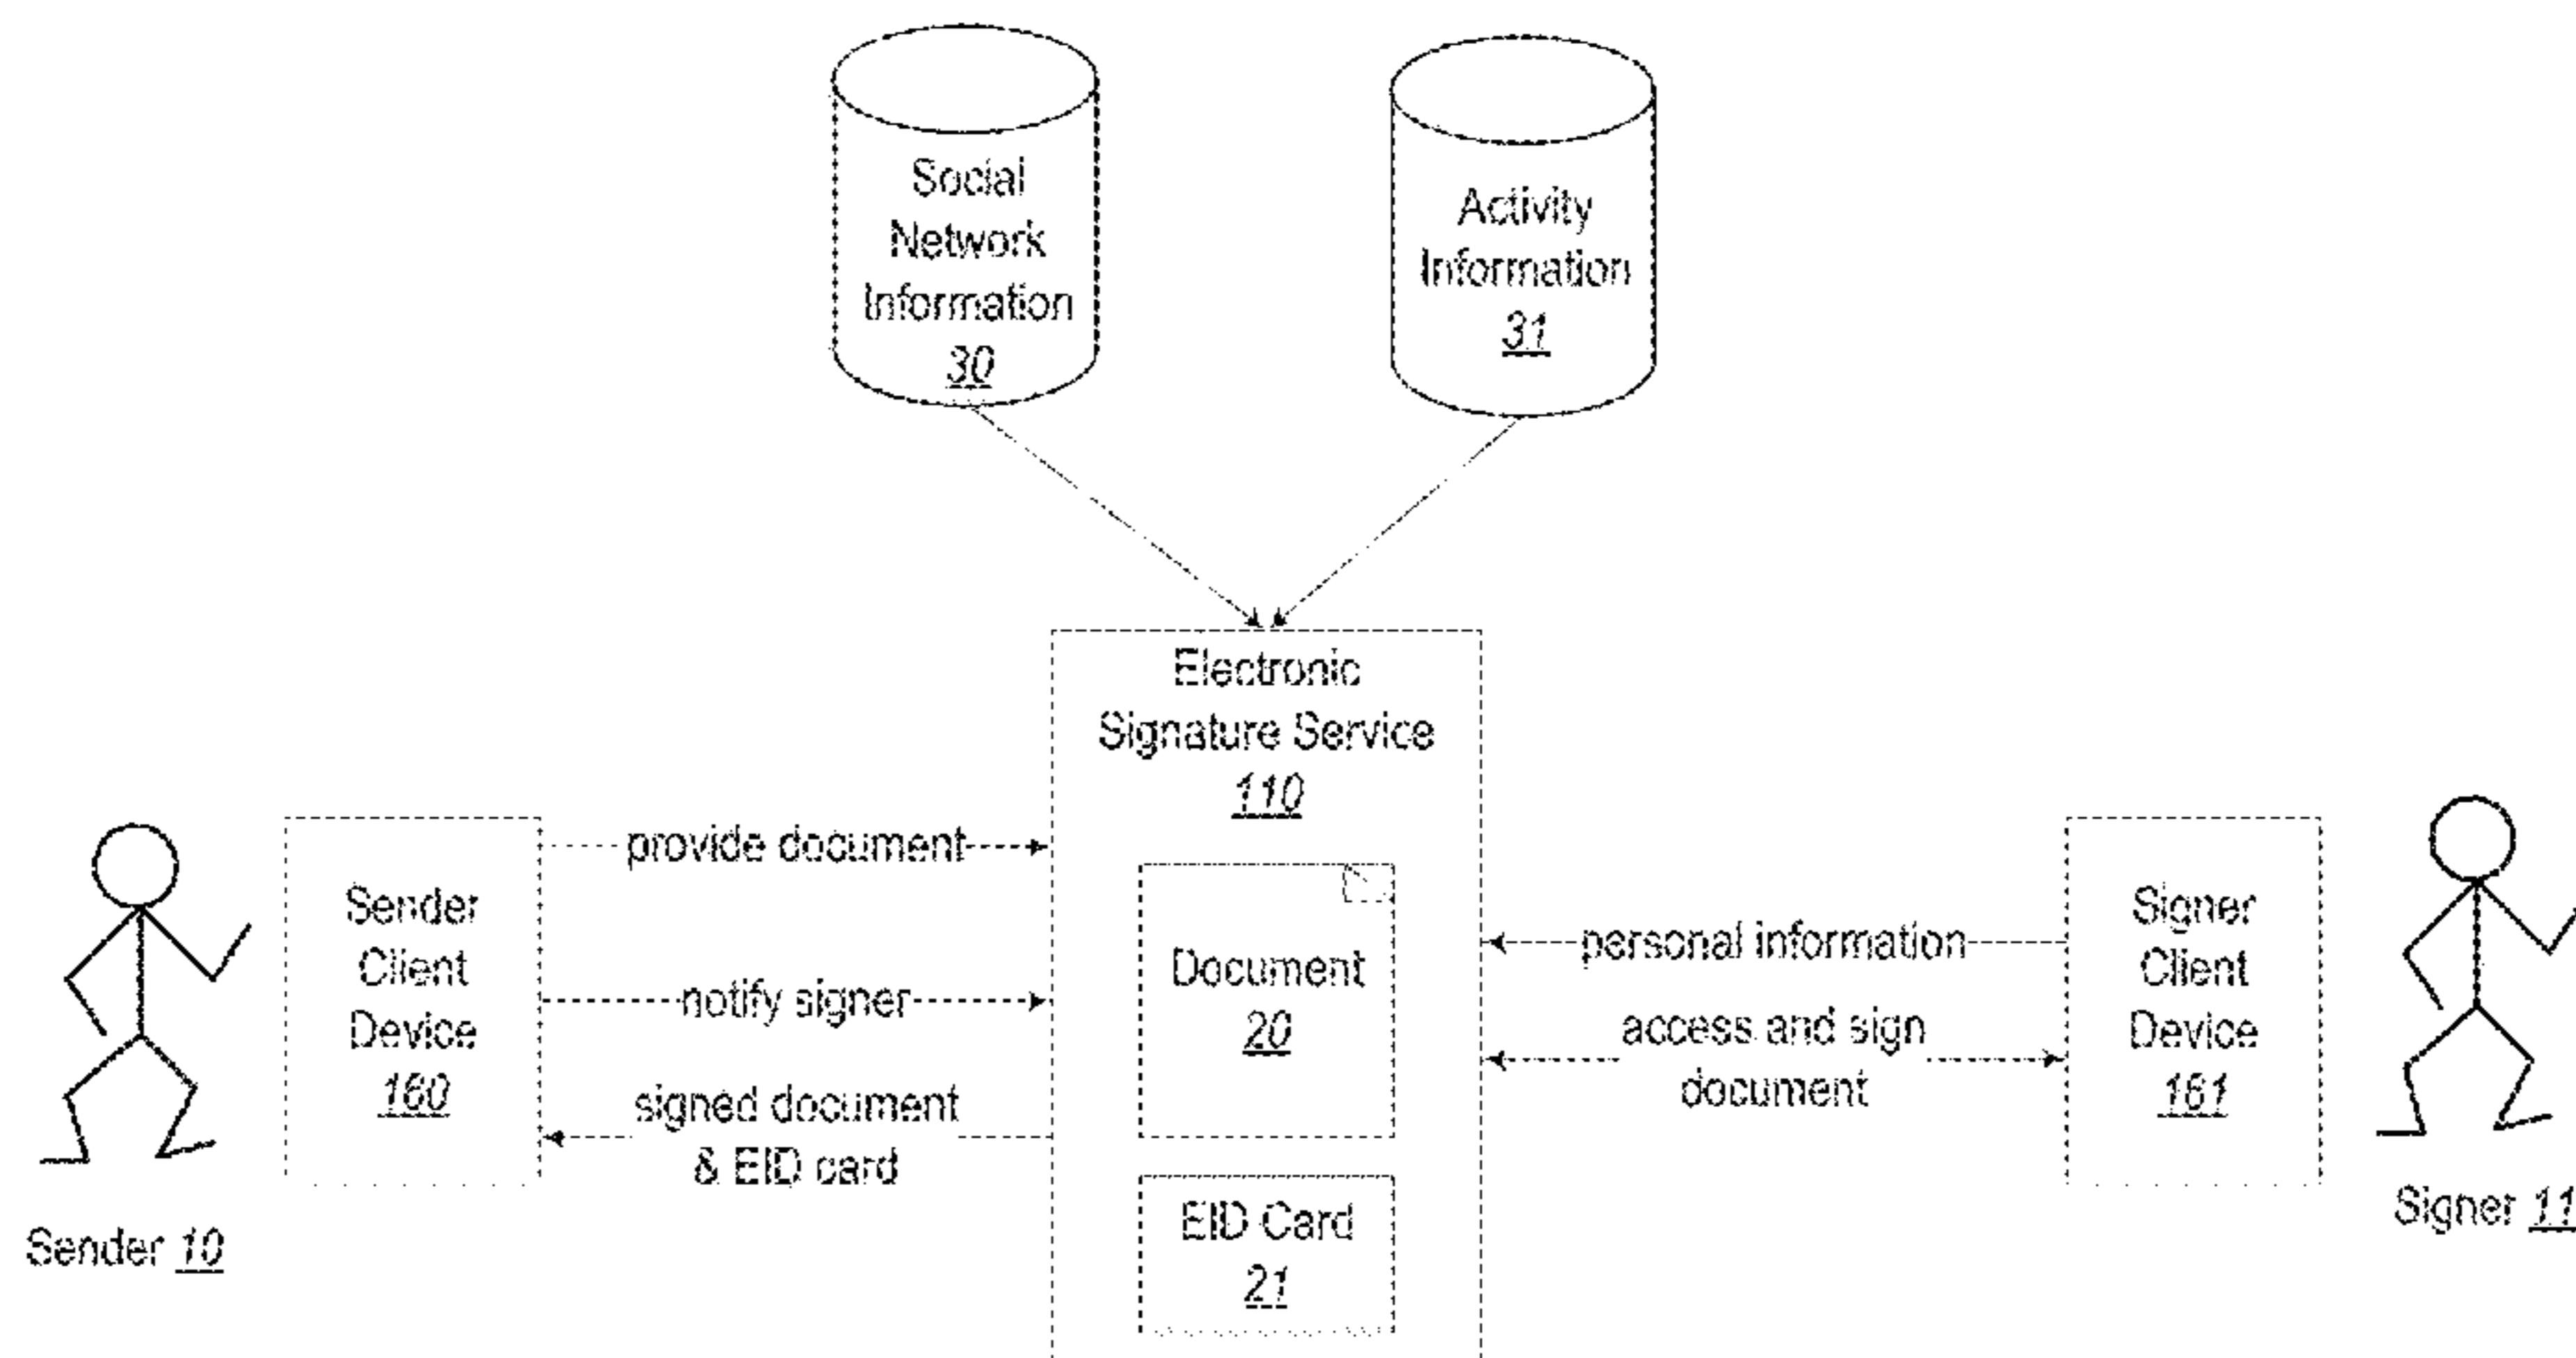 Social
Network
Information
30
Activity
Information
31
Electronic
Signature Service
110
provide document
Sender
Client
Device
160
notify signer
signed document
& EID card
Document
20
EID Card
21
personal information
access and sign
document
Signer
Client
Device
161
Sender 10
Signer 11